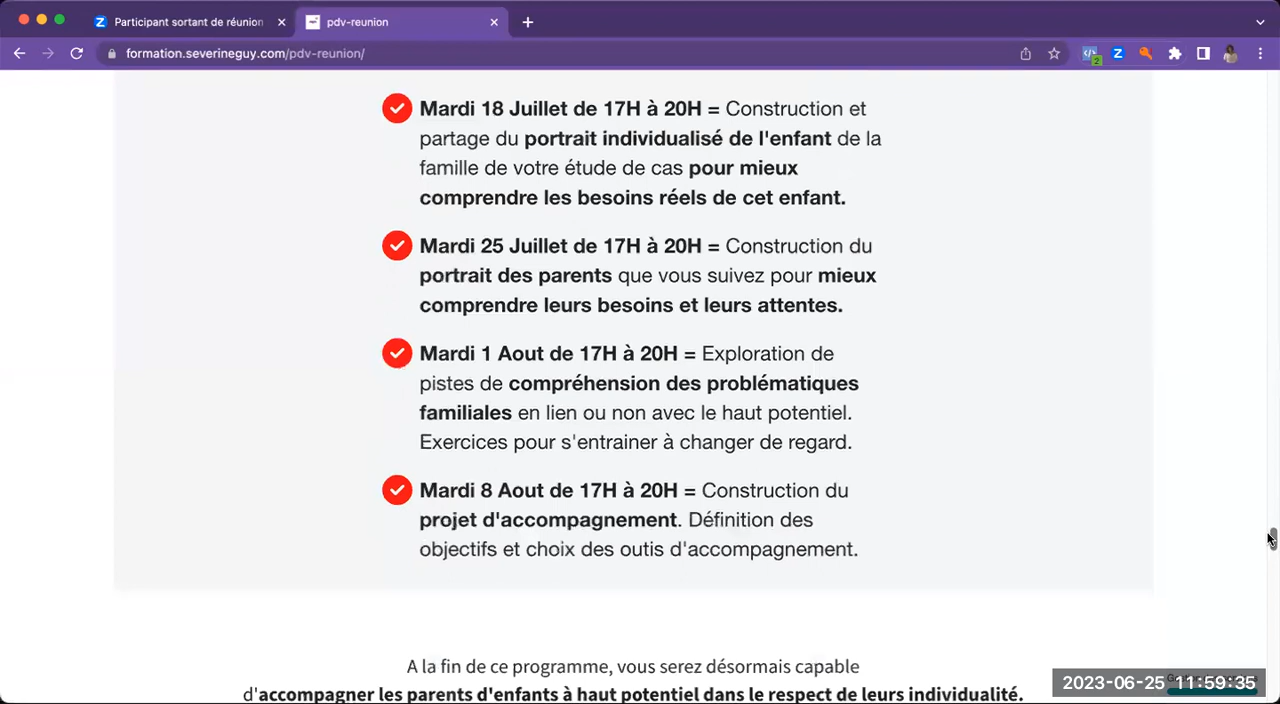 Participant sortant de réunion
pdv-reunion
formation.severineguy.com/pdv-reunion/
2
Mardi 18 Juillet de 17H à 20H = Construction et
partage du portrait individualisé de l'enfant de la
famille de votre étude de cas pour mieux
comprendre les besoins réels de cet enfant.
Mardi 25 Juillet de 17H à 20H = Construction du
portrait des parents que vous suivez pour mieux
comprendre leurs besoins et leurs attentes.
Mardi 1 Aout de 17H à 20H = Exploration de
pistes de compréhension des problématiques
familiales en lien ou non avec le haut potentiel.
Exercices pour s'entrainer à changer de regard.
Mardi 8 Aout de 17H à 20H = Construction du
projet d'accompagnement. Définition des
objectifs et choix des outis d'accompagnement.
A la fin de ce programme, vous serez désormais capable
d'accompagner les parents d'enfants à haut potentiel dans le respect de leurs individualité.
2023-06-25 11:59:35